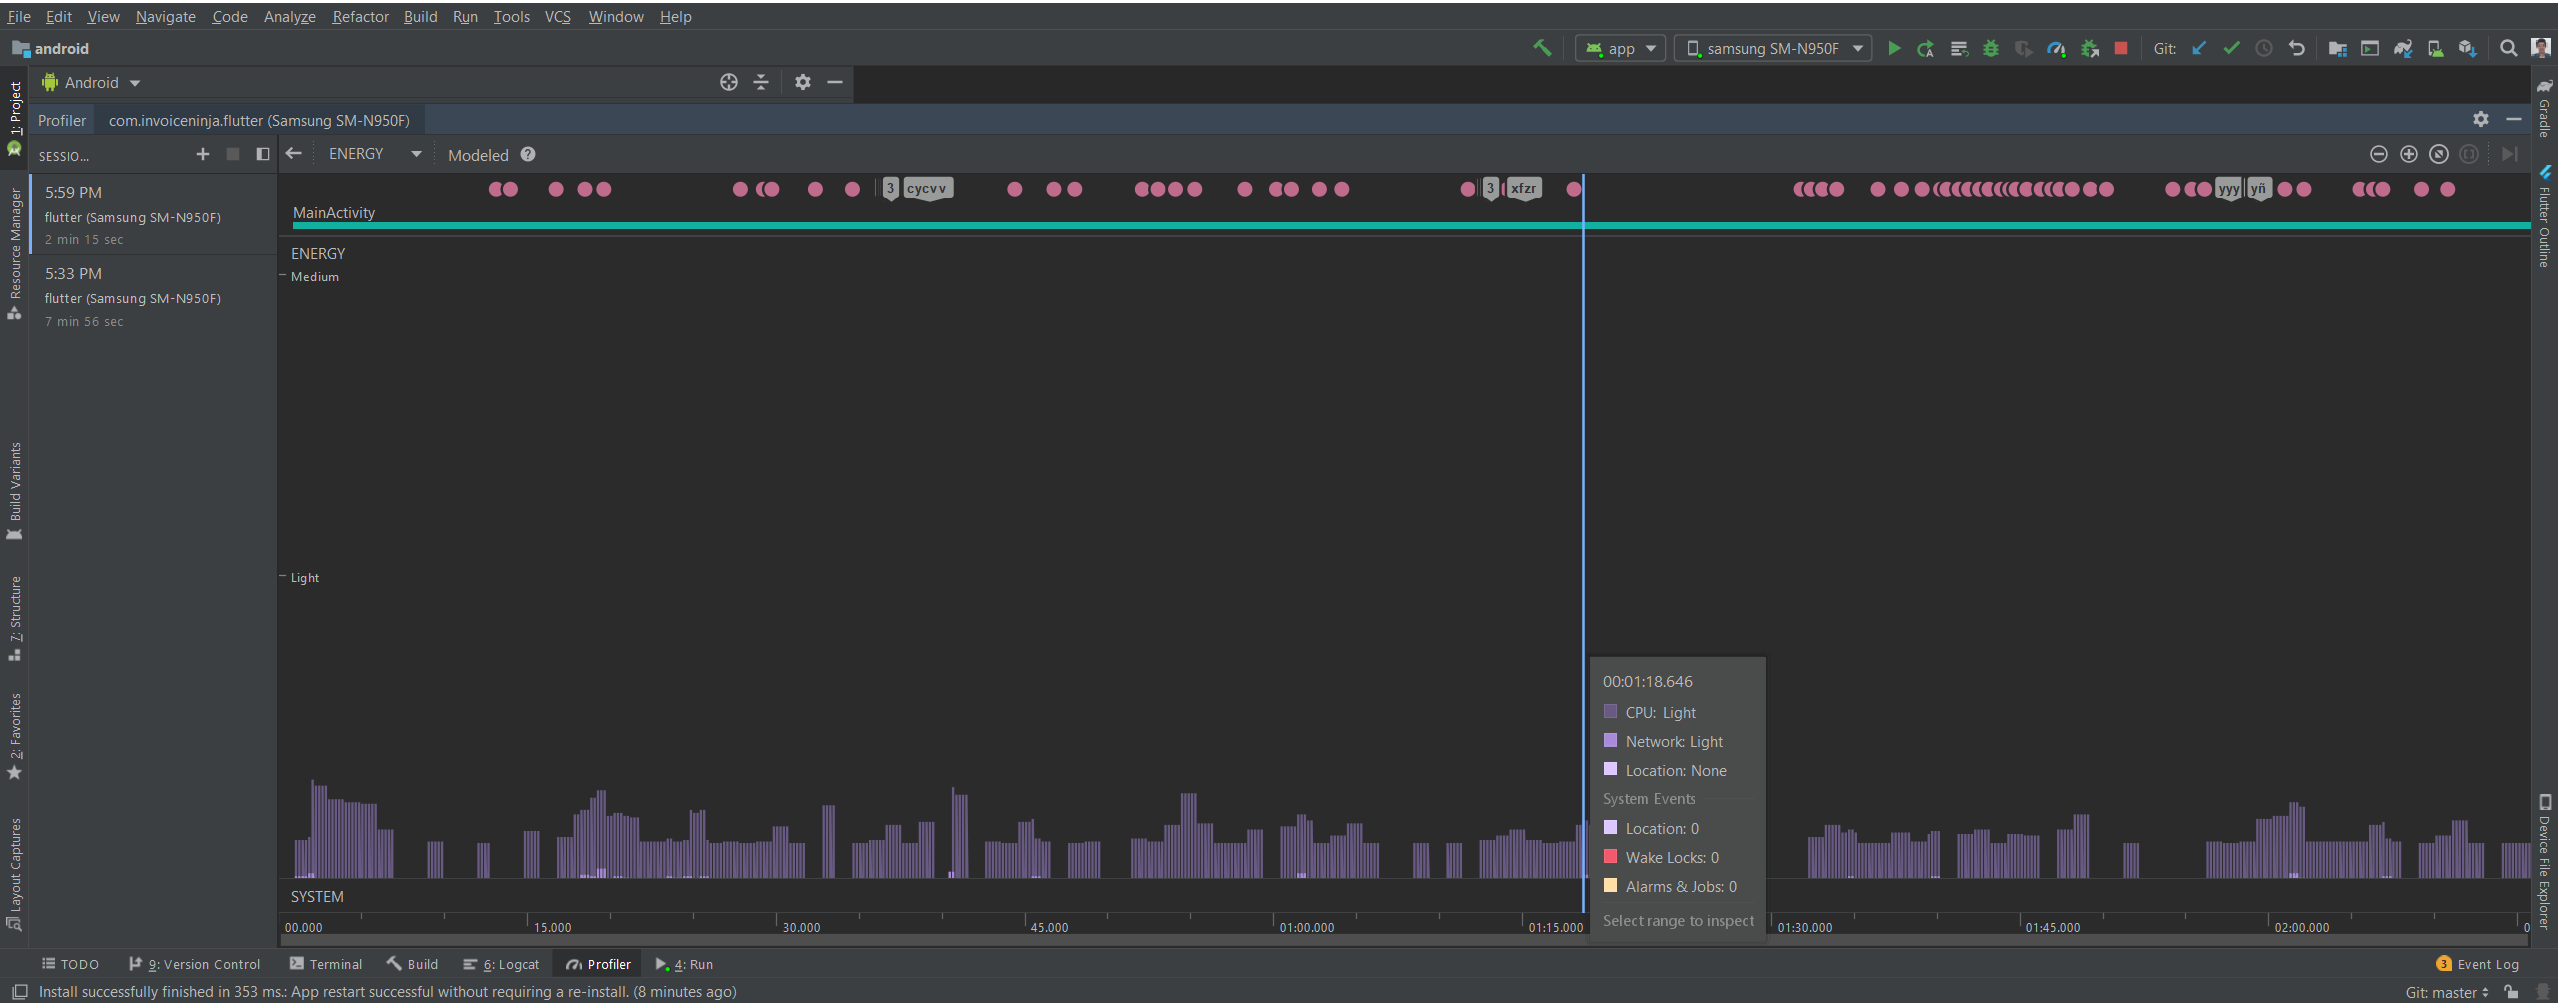 File Edit View Navigate Code Analyze Refactor Build Run Tools VCS Window Help
android
app
samsung SM-N950F
Git:
Android
Profiler
com.invoiceninja.flutter (Samsung SM-N950F)
SESSIO...
ENERGY
Modeled
5:59 PM
flutter (Samsung SM-N950F)
2 min 15 sec
5:33 PM
flutter (Samsung SM-N950F)
7 min 56 sec
3 cycvv 3 xfzr yyy yñ
MainActivity
ENERGY
Medium
Light
00:01:18.646
CPU: Light
Network: Light
Location: None
System Events
Location: 0
Wake Locks: 0
Alarms & Jobs: 0
Select range to inspect
SYSTEM
00.000 15.000 30.000 45.000 01:00.000 01:15.000 01:30.000 01:45.000 02:00.000 0
1: Project
Resource Manager
Build Variants
7: Structure
2: Favorites
Layout Captures
Gradle
Flutter Outline
Device File Explorer
TODO 9: Version Control Terminal Build 6: Logcat Profiler 4: Run
3 Event Log
Install successfully finished in 353 ms.: App restart successful without requiring a re-install. (8 minutes ago)
Git: master